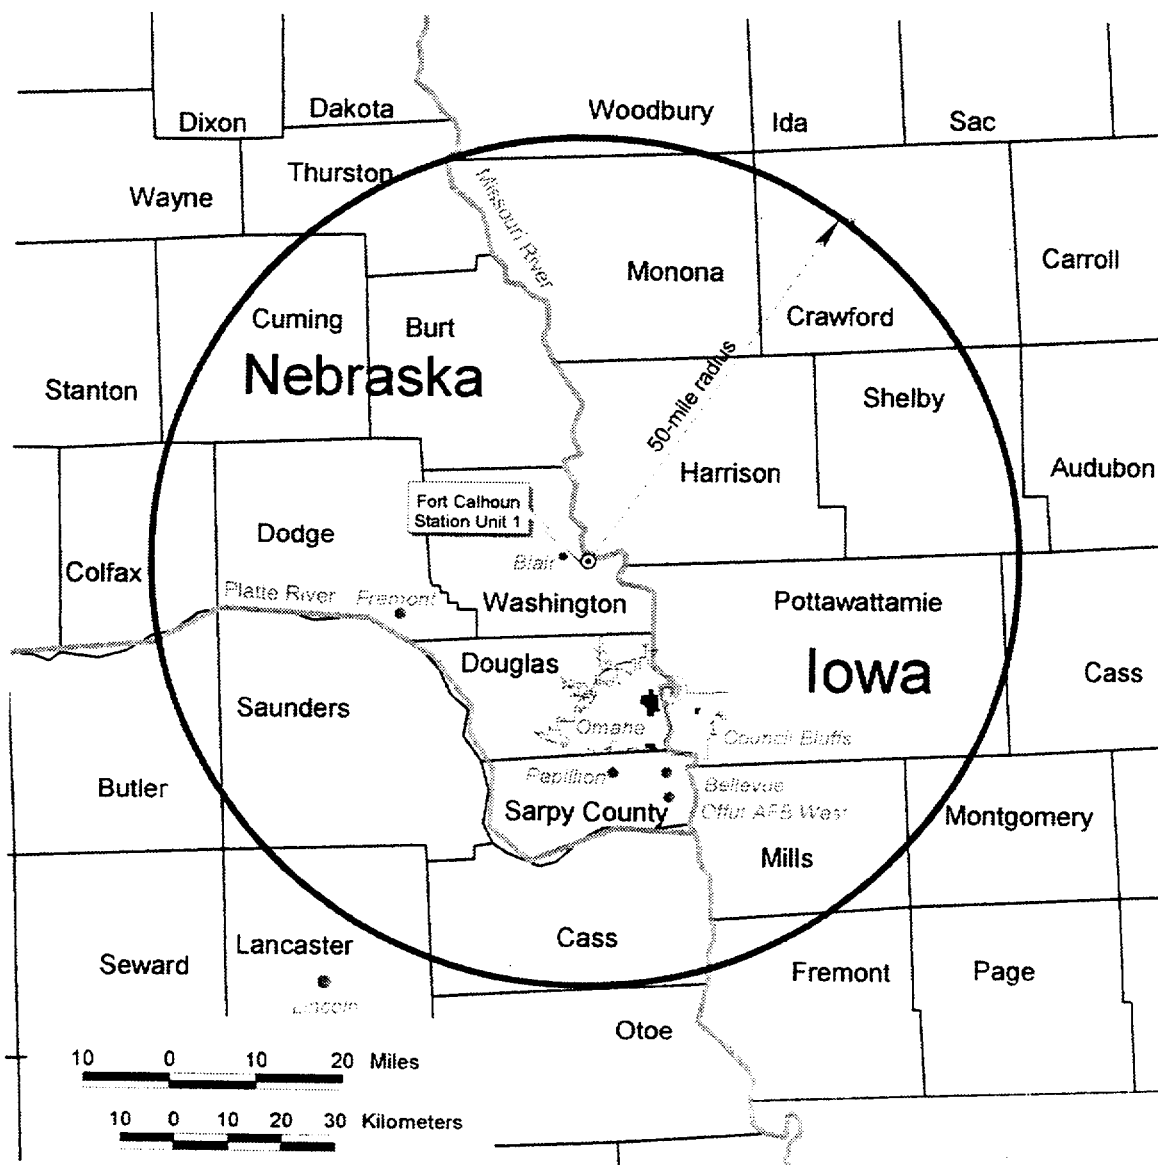 Dakota
Woodbury
Ida
Sac
Dixon
Thurston
Wayne
Missouri River
Monona
Carroll
Cuming
Burt
Crawford
Nebraska
Stanton
50-mile radius
Shelby
Harrison
Audubon
Fort Calhoun
Station Unit 1
Dodge
Blair
Colfax
Platte River
Fremont
Washington
Pottawattamie
Douglas
Iowa
Cass
Saunders
Omaha
Council Bluffs
Papillion
Bellevue
Butler
Sarpy County
Offut AFB West
Montgomery
Mills
Cass
Lancaster
Seward
Fremont
Page
Lincoln
Otoe
10 0 10 20 Miles
10 0 10 20 30 Kilometers